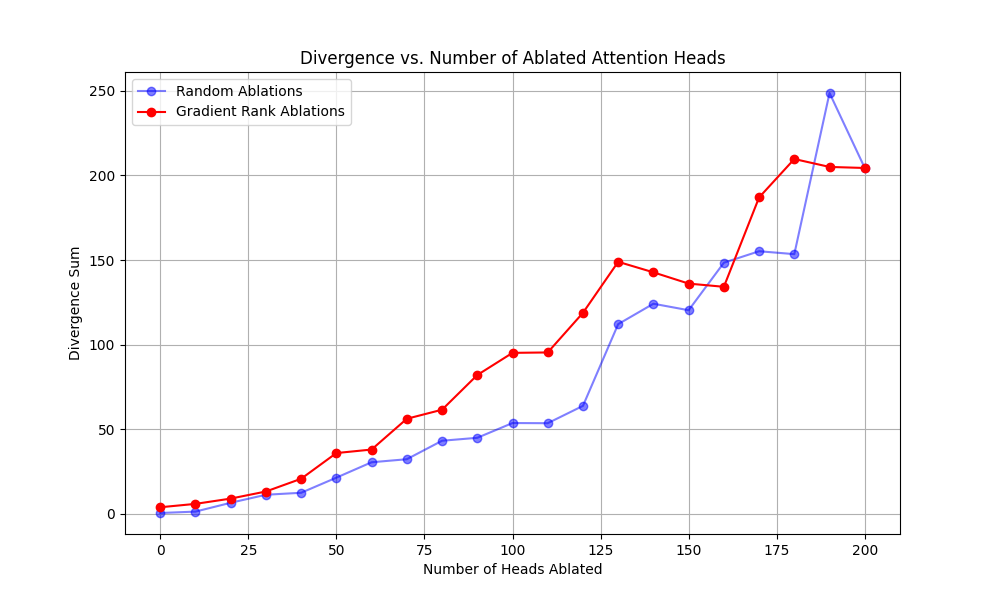 Divergence vs. Number of Ablated Attention Heads
Random Ablations
Gradient Rank Ablations
250
200
150
100
50
0
Divergence Sum
0 25 50 75 100 125 150 175 200
Number of Heads Ablated